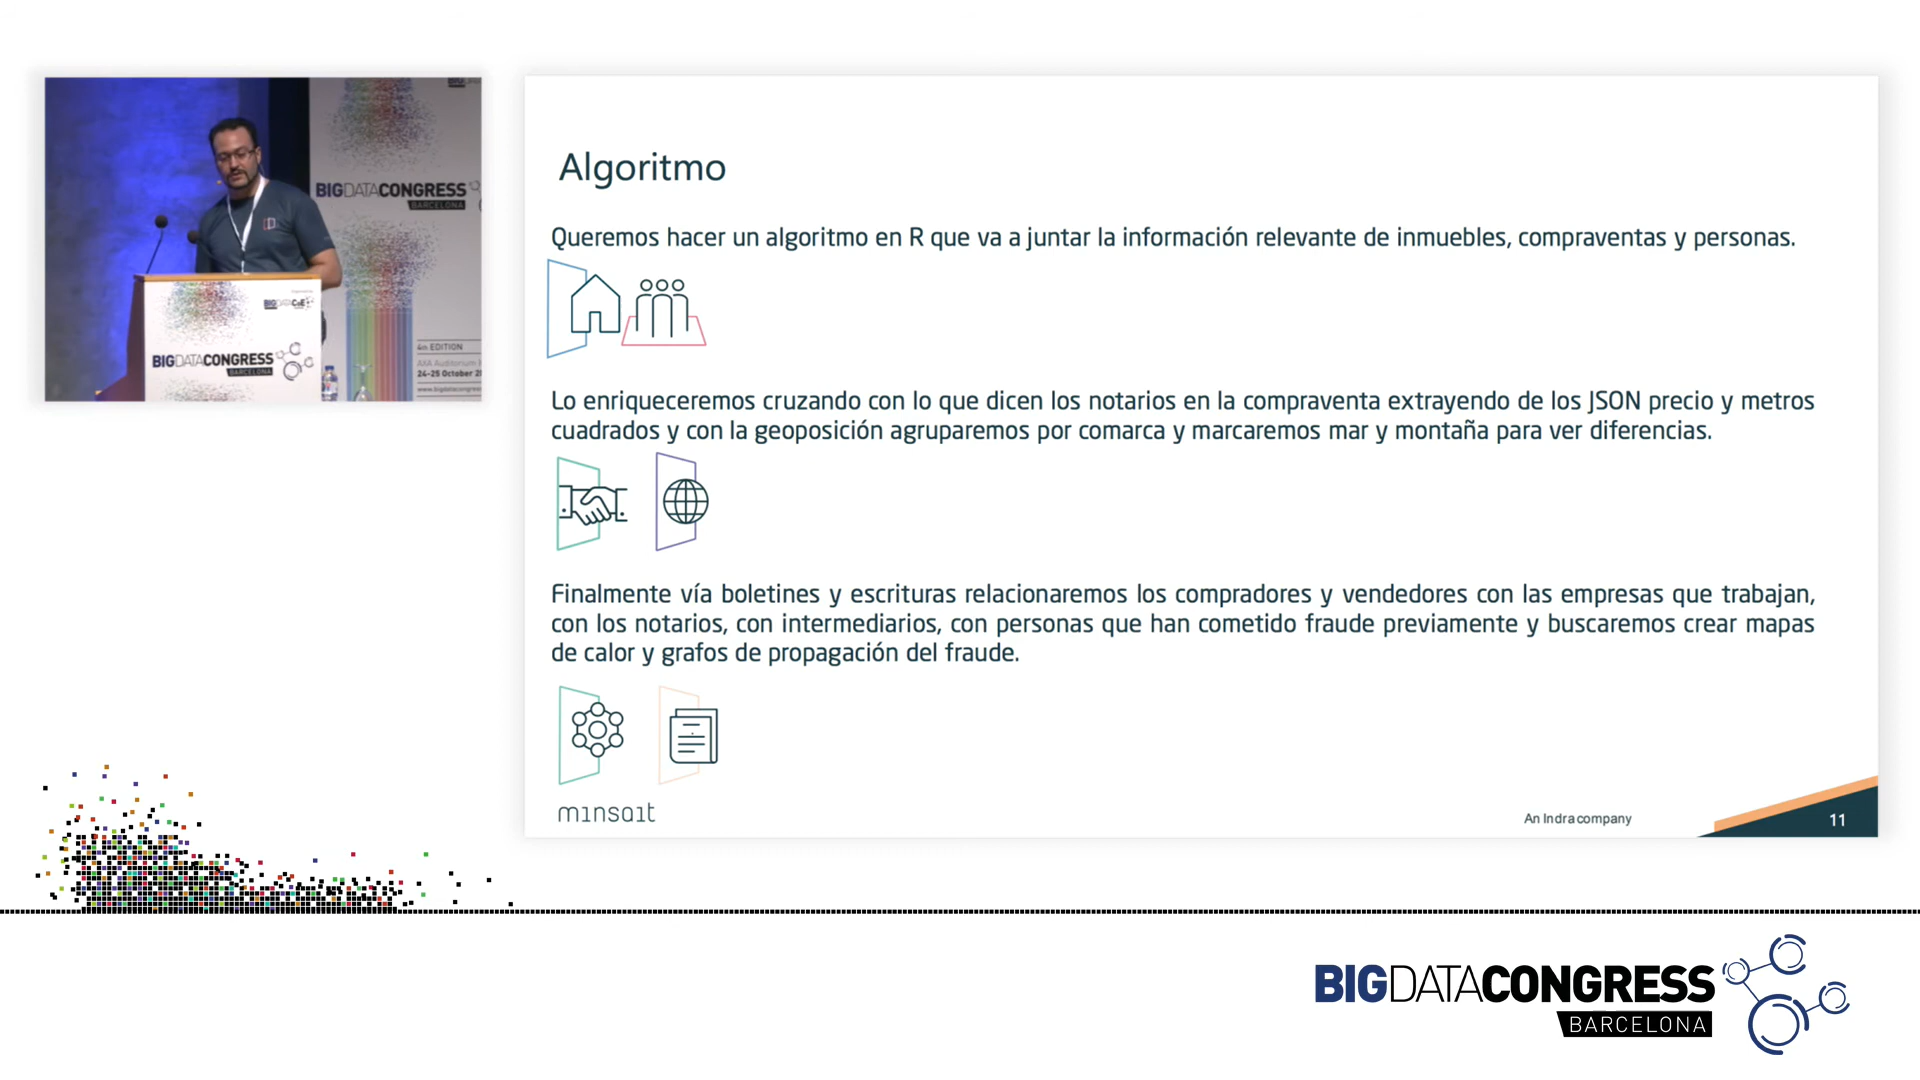 BIGDATACONGRESS
BARCELONA
BIGDATACoE
BIGDATACONGRESS
BARCELONA
4th EDITION
AXA Auditorium
24-25 October
www.bigdatacongress
Algoritmo
Queremos hacer un algoritmo en R que va a juntar la información relevante de inmuebles, compraventas y personas.
Lo enriqueceremos cruzando con lo que dicen los notarios en la compraventa extrayendo de los JSON precio y metros
cuadrados y con la geoposición agruparemos por comarca y marcaremos mar y montaña para ver diferencias.
Finalmente vía boletines y escrituras relacionaremos los compradores y vendedores con las empresas que trabajan,
con los notarios, con intermediarios, con personas que han cometido fraude previamente y buscaremos crear mapas
de calor y grafos de propagación del fraude.
minsait
An Indra company
11
BIGDATACONGRESS
BARCELONA